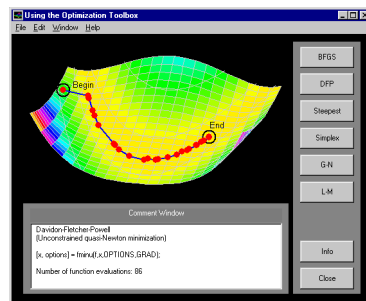 Using the Optimization Toolbox
File Edit Window Help
Begin
End
BFGS
DFP
Steepest
Simplex
G-N
L-M
Info
Close
Comment Window
Davidon-Fletcher-Powell
(Unconstrained quasi-Newton minimization)
[x, options] = fminu(f,x,OPTIONS,GRAD);
Number of function evaluations: 86